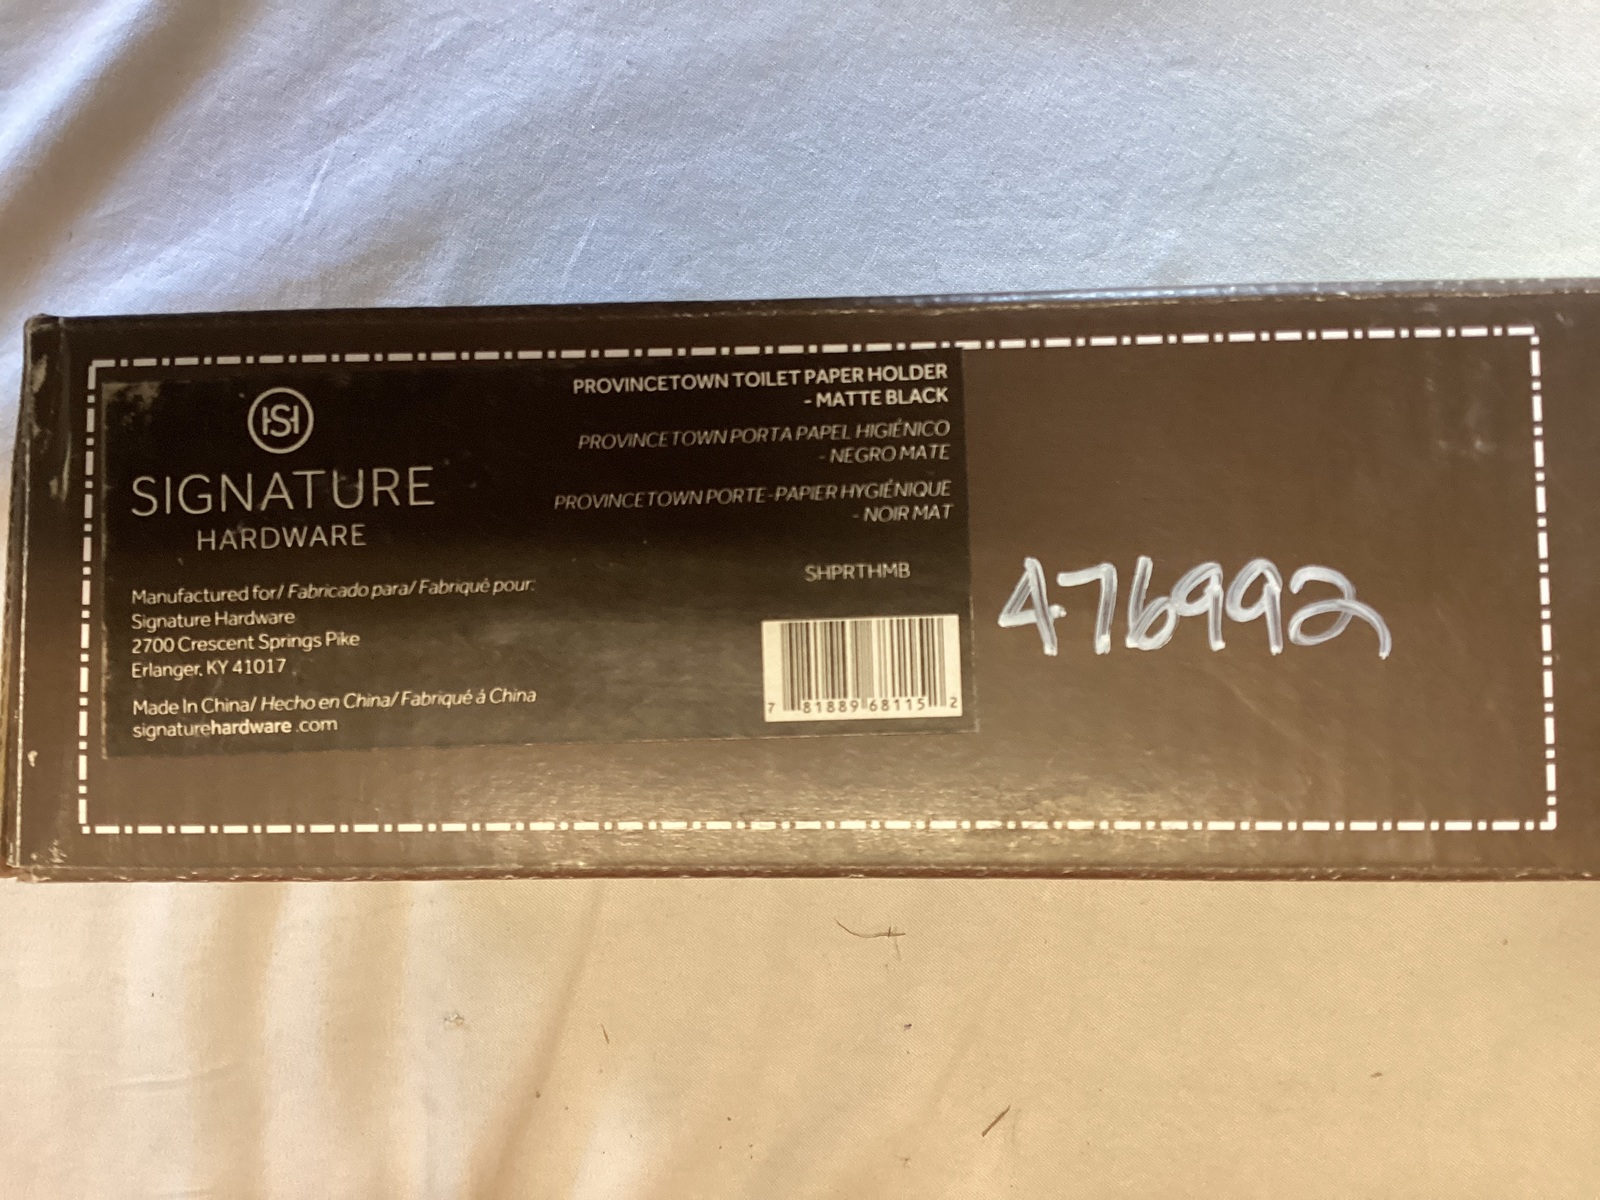 SH
SIGNATURE
HARDWARE
Manufactured for/ Fabricado para/ Fabriqué pour:
Signature Hardware
2700 Crescent Springs Pike
Erlanger, KY 41017
Made In China/ Hecho en China/ Fabriqué á China
signaturehardware.com
PROVINCETOWN TOILET PAPER HOLDER
- MATTE BLACK
PROVINCETOWN PORTA PAPEL HIGIÉNICO
- NEGRO MATE
PROVINCETOWN PORTE-PAPIER HYGIÉNIQUE
- NOIR MAT
SHPRTHMB
7 81889 68115 2
476992